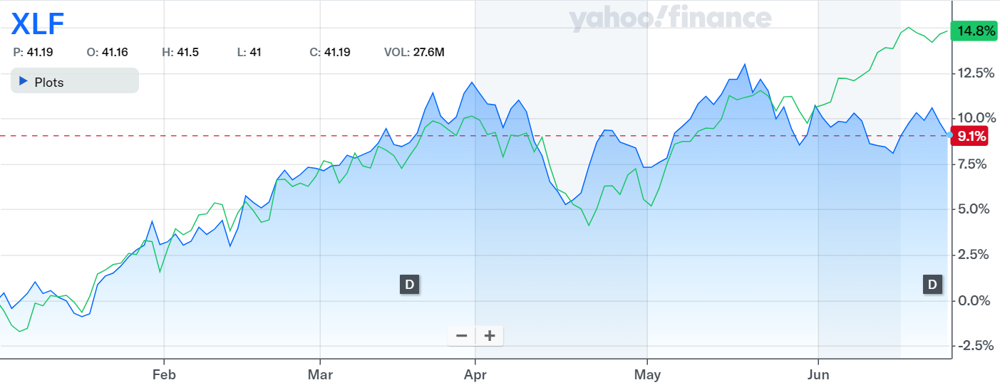 XLF
yahoo!finance
P: 41.19 O: 41.16 H: 41.5 L: 41 C: 41.19 VOL: 27.6M
Plots
14.8%
12.5%
10.0%
9.1%
7.5%
5.0%
2.5%
D D
0.0%
− +
-2.5%
Feb Mar Apr May Jun